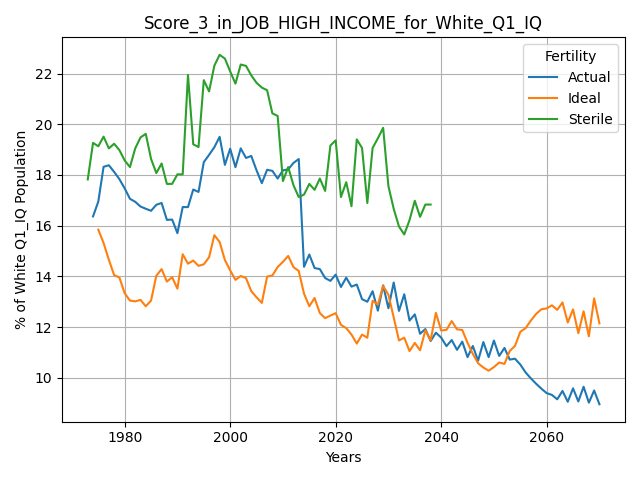 Score_3_in_JOB_HIGH_INCOME_for_White_Q1_IQ
% of White Q1_IQ Population
22
20
18
16
14
12
10
Fertility
Actual
Ideal
Sterile
1980 2000 2020 2040 2060
Years